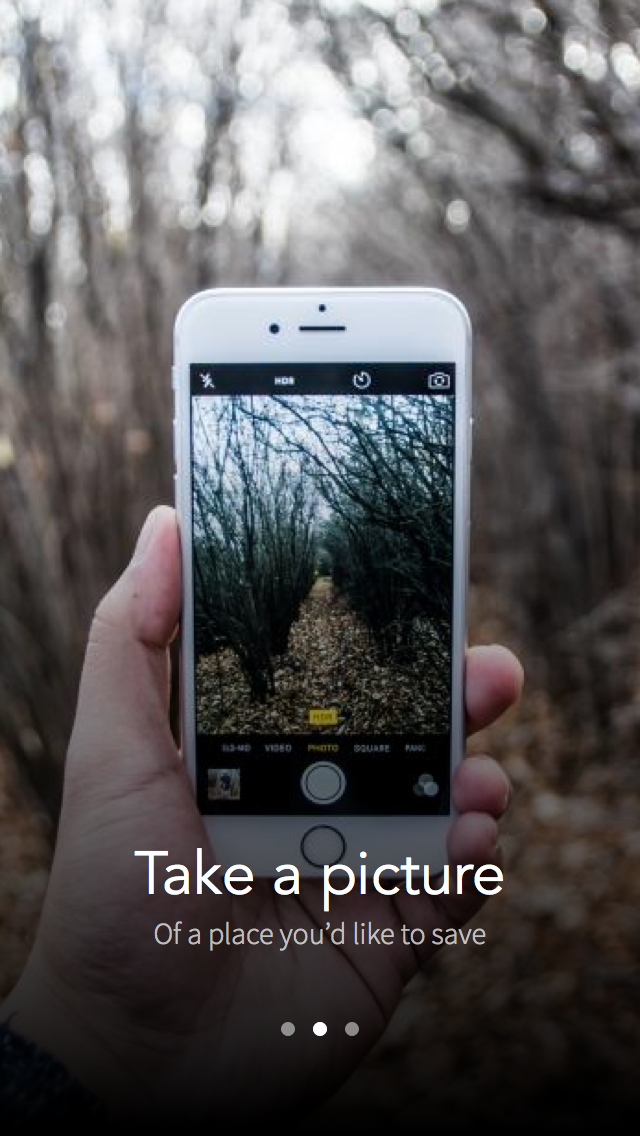 HDR
HDR
SLO-MO VIDEO PHOTO SQUARE PANO
Take a picture
Of a place you’d like to save